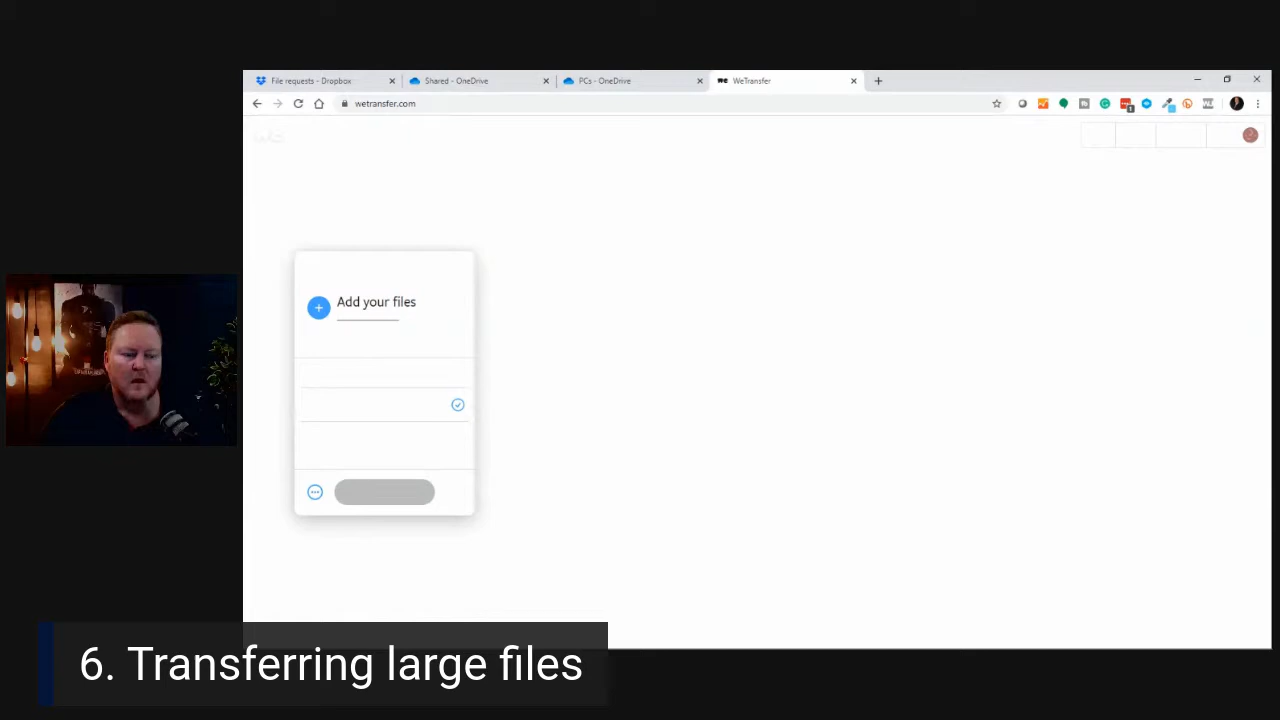 File requests - Dropbox
Shared - OneDrive
PCs - OneDrive
WeTransfer
wetransfer.com
Add your files
6. Transferring large files